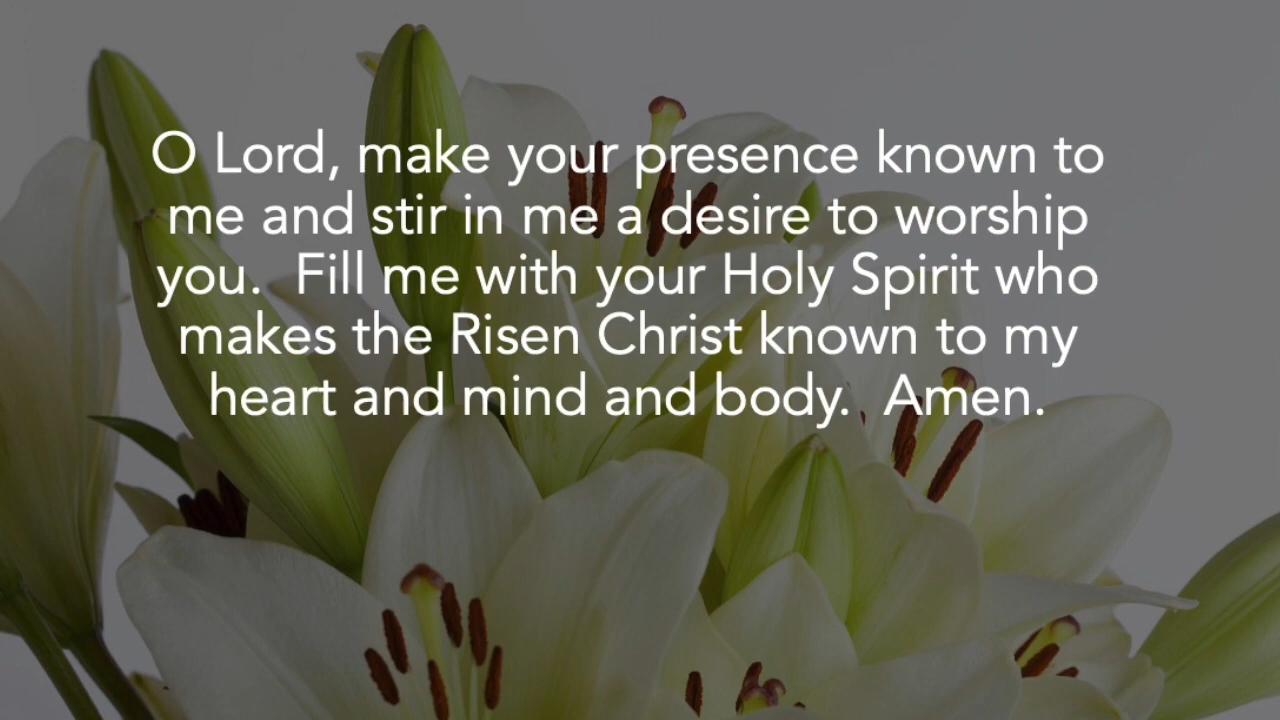 O Lord, make your presence known to
me and stir in me a desire to worship
you.  Fill me with your Holy Spirit who
makes the Risen Christ known to my
heart and mind and body.  Amen.